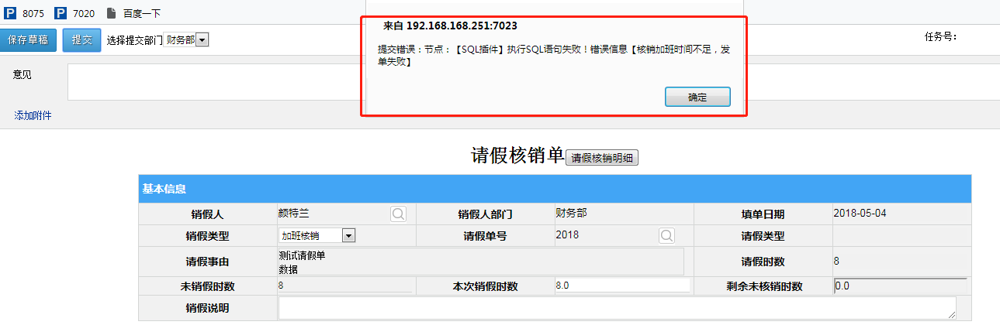 8075 7020 百度一下
来自 192.168.168.251:7023
提交错误：节点：【SQL插件】执行SQL语句失败！错误信息【核销加班时间不足，发
单失败】
确定
保存草稿 提交 选择提交部门 财务部 任务号：
意见
添加附件
请假核销单 请假核销明细
基本信息
销假人 颜特兰 销假人部门 财务部 填单日期 2018-05-04
销假类型 加班核销 请假单号 2018 请假类型
请假事由 测试请假单
数据 请假时数 8
未销假时数 8 本次销假时数 8.0 剩余未核销时数 0.0
销假说明